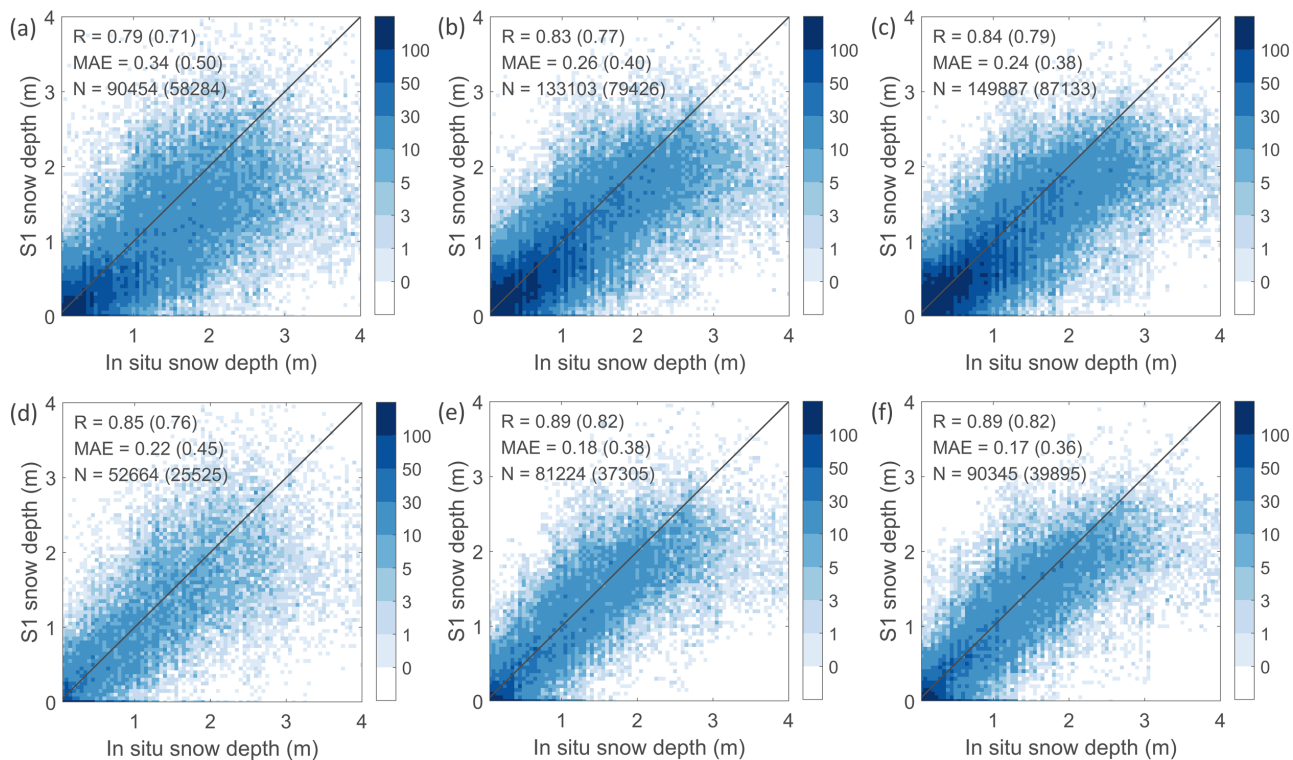 (a)
R = 0.79 (0.71)
MAE = 0.34 (0.50)
N = 90454 (58284)
S1 snow depth (m)
4
3
2
1
0
1 2 3 4
In situ snow depth (m)
100
50
30
10
5
3
1
0
(b)
R = 0.83 (0.77)
MAE = 0.26 (0.40)
N = 133103 (79426)
S1 snow depth (m)
4
3
2
1
0
1 2 3 4
In situ snow depth (m)
100
50
30
10
5
3
1
0
(c)
R = 0.84 (0.79)
MAE = 0.24 (0.38)
N = 149887 (87133)
S1 snow depth (m)
4
3
2
1
0
1 2 3 4
In situ snow depth (m)
100
50
30
10
5
3
1
0
(d)
R = 0.85 (0.76)
MAE = 0.22 (0.45)
N = 52664 (25525)
S1 snow depth (m)
4
3
2
1
0
1 2 3 4
In situ snow depth (m)
100
50
30
10
5
3
1
0
(e)
R = 0.89 (0.82)
MAE = 0.18 (0.38)
N = 81224 (37305)
S1 snow depth (m)
4
3
2
1
0
1 2 3 4
In situ snow depth (m)
100
50
30
10
5
3
1
0
(f)
R = 0.89 (0.82)
MAE = 0.17 (0.36)
N = 90345 (39895)
S1 snow depth (m)
4
3
2
1
0
1 2 3 4
In situ snow depth (m)
100
50
30
10
5
3
1
0